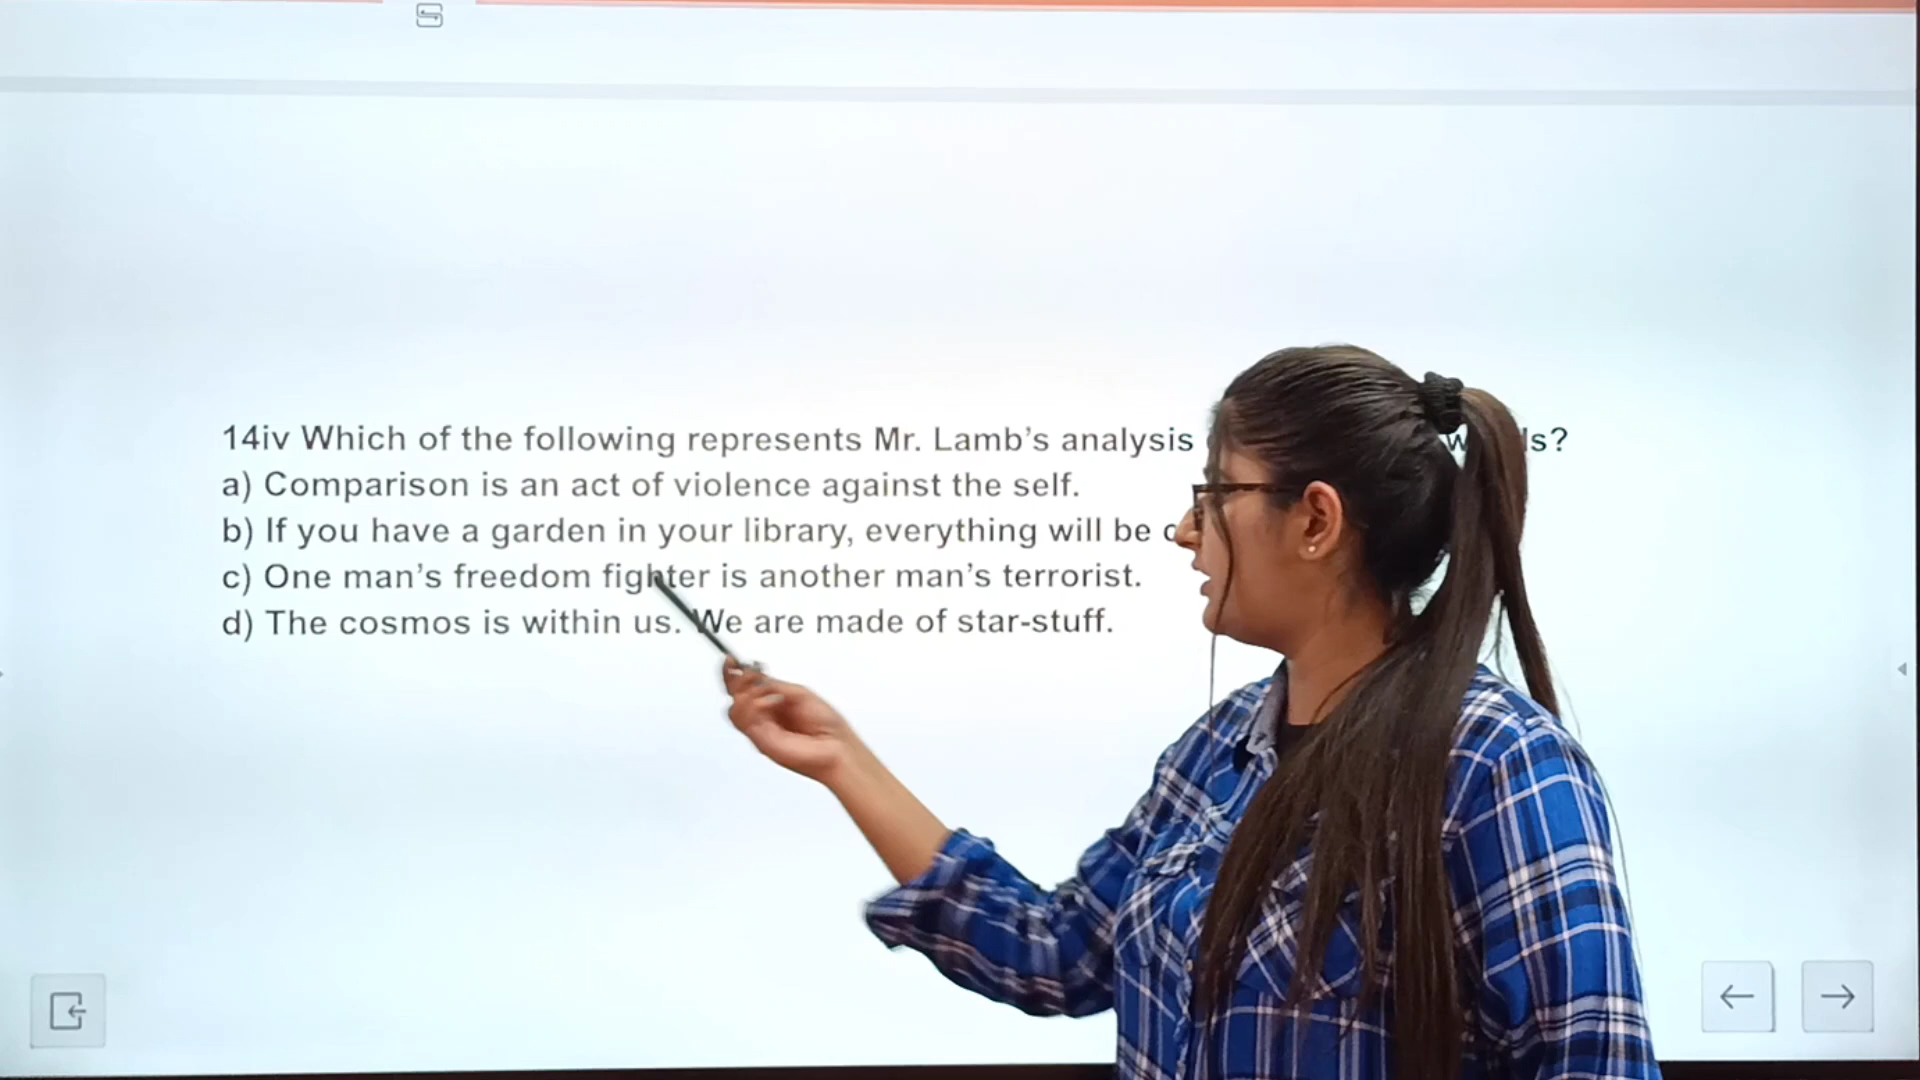 14iv Which of the following represents Mr. Lamb's analysis
a) Comparison is an act of violence against the self.
b) If you have a garden in your library, everything will be
c) One man's freedom fighter is another man's terrorist.
d) The cosmos is within us. We are made of star-stuff.